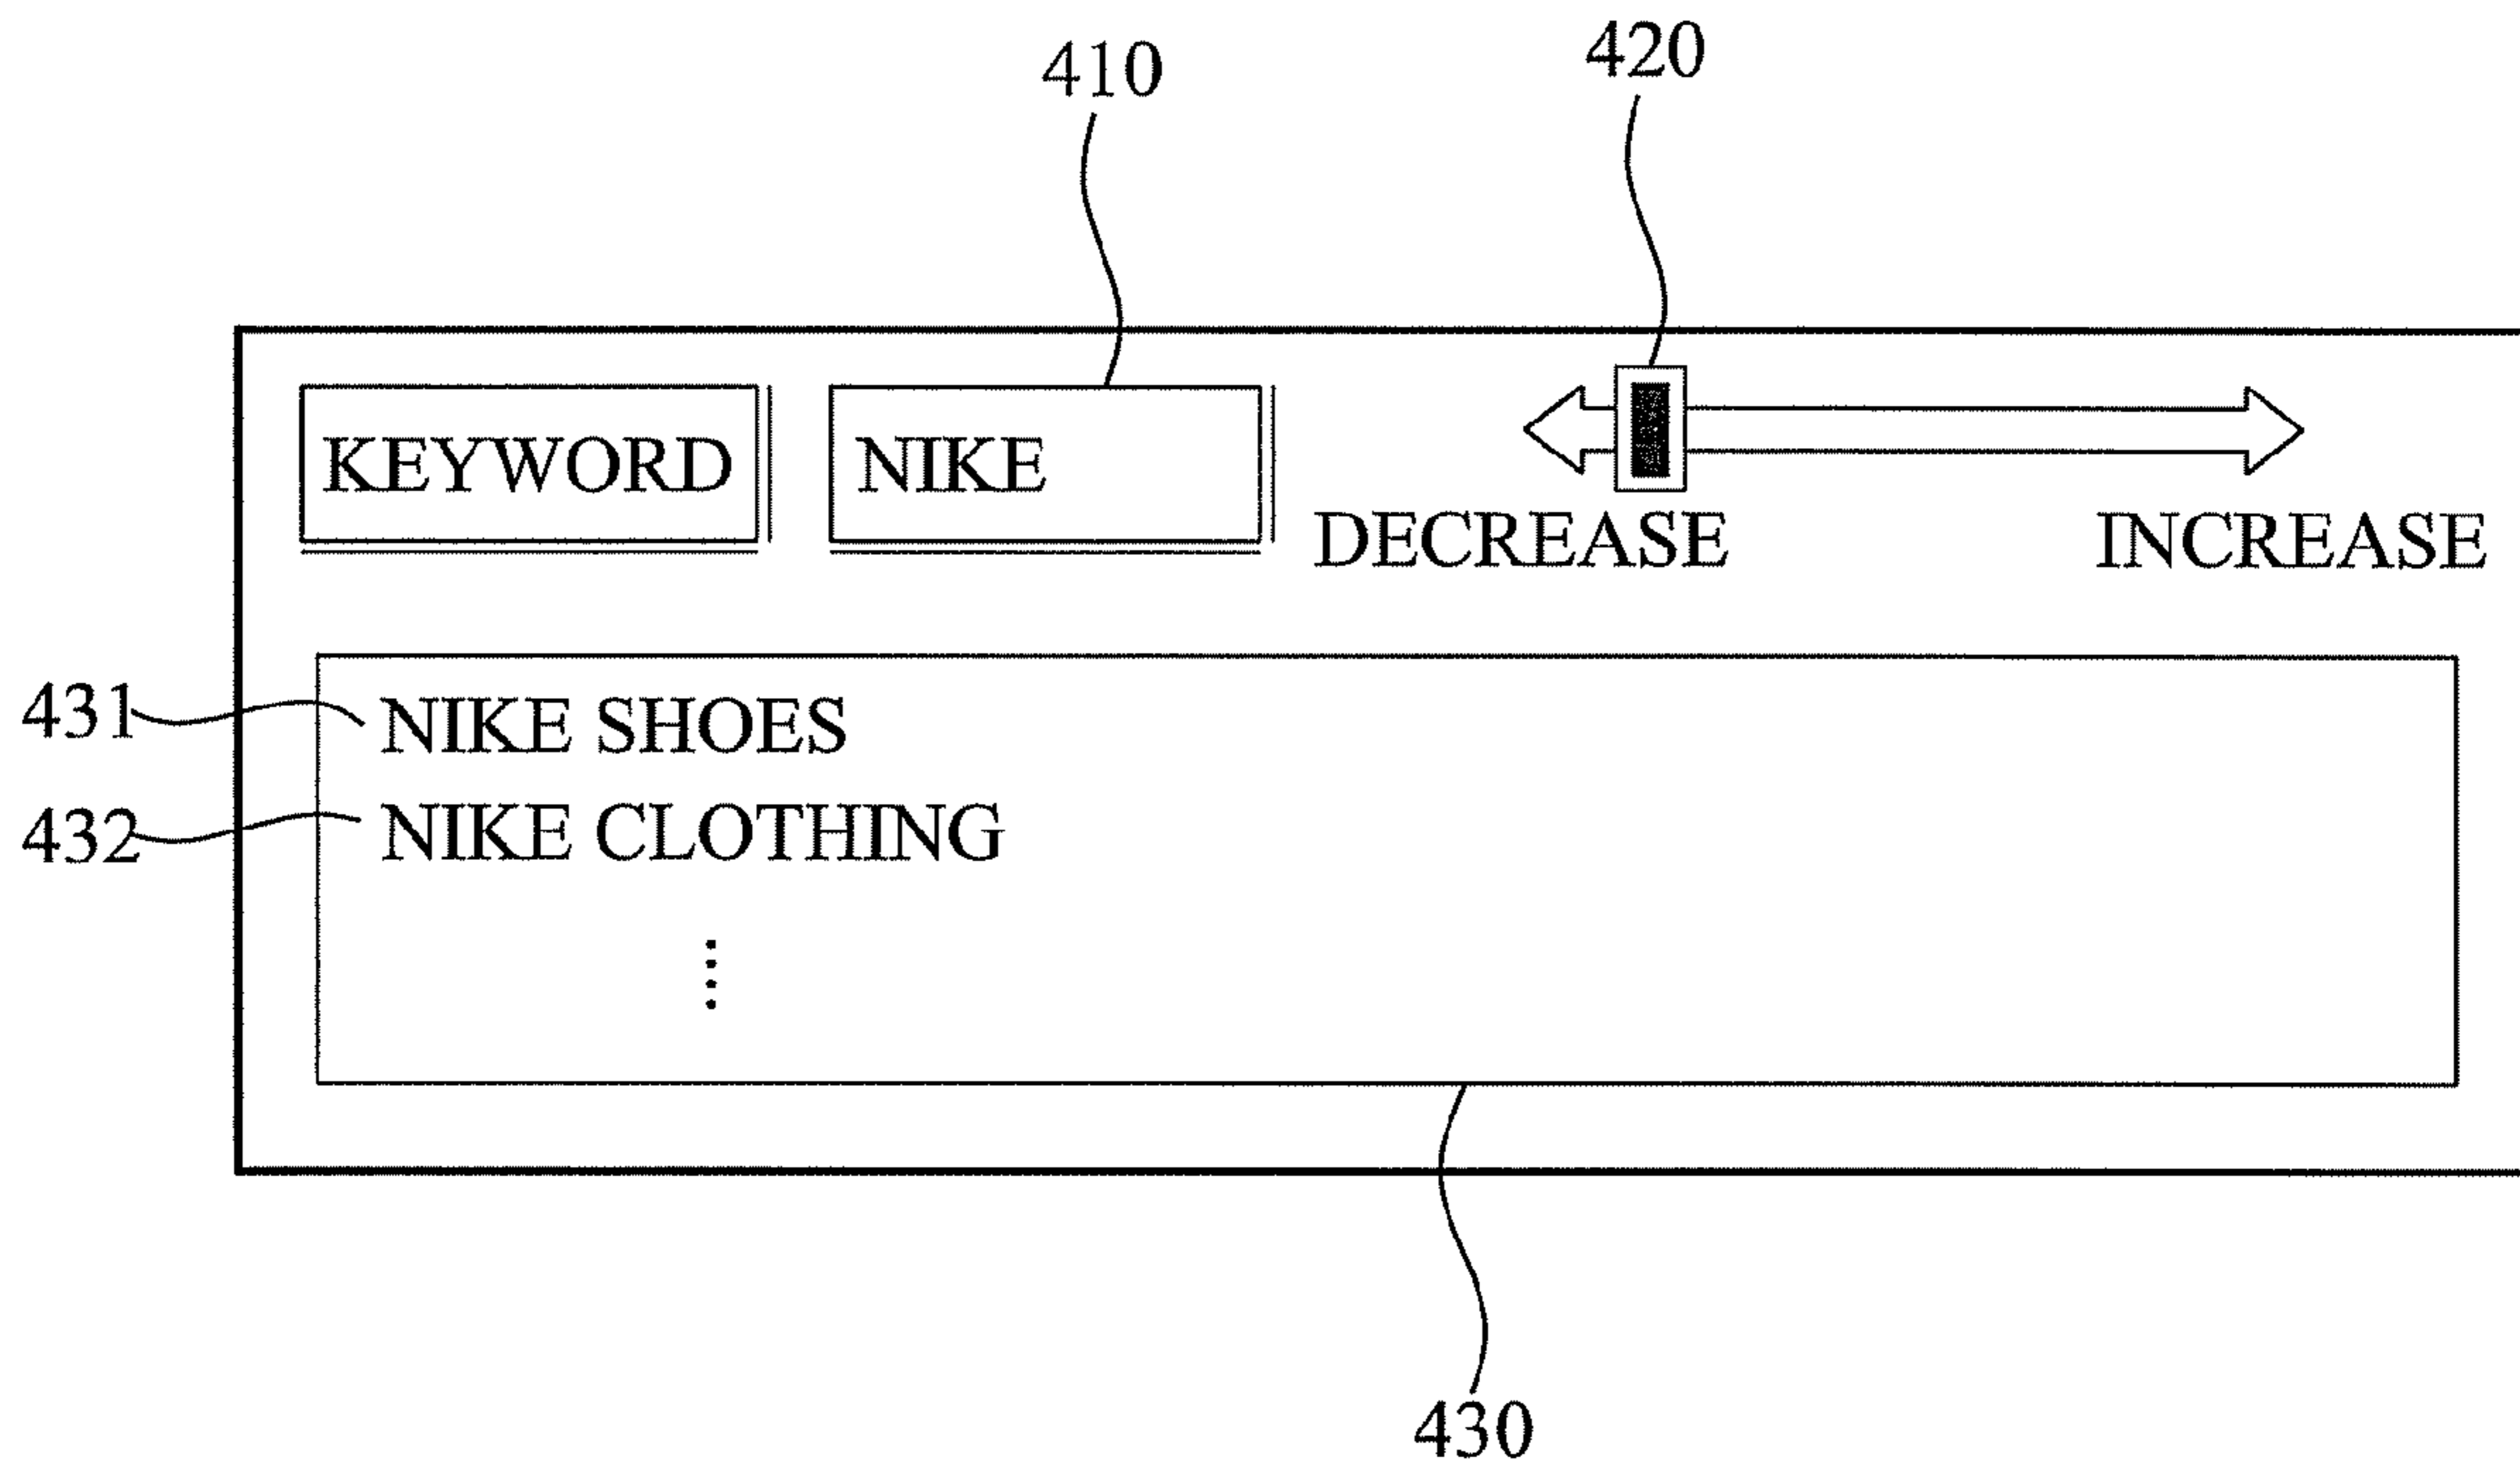 410
420
KEYWORD
NIKE
DECREASE
INCREASE
431
NIKE SHOES
432
NIKE CLOTHING
430